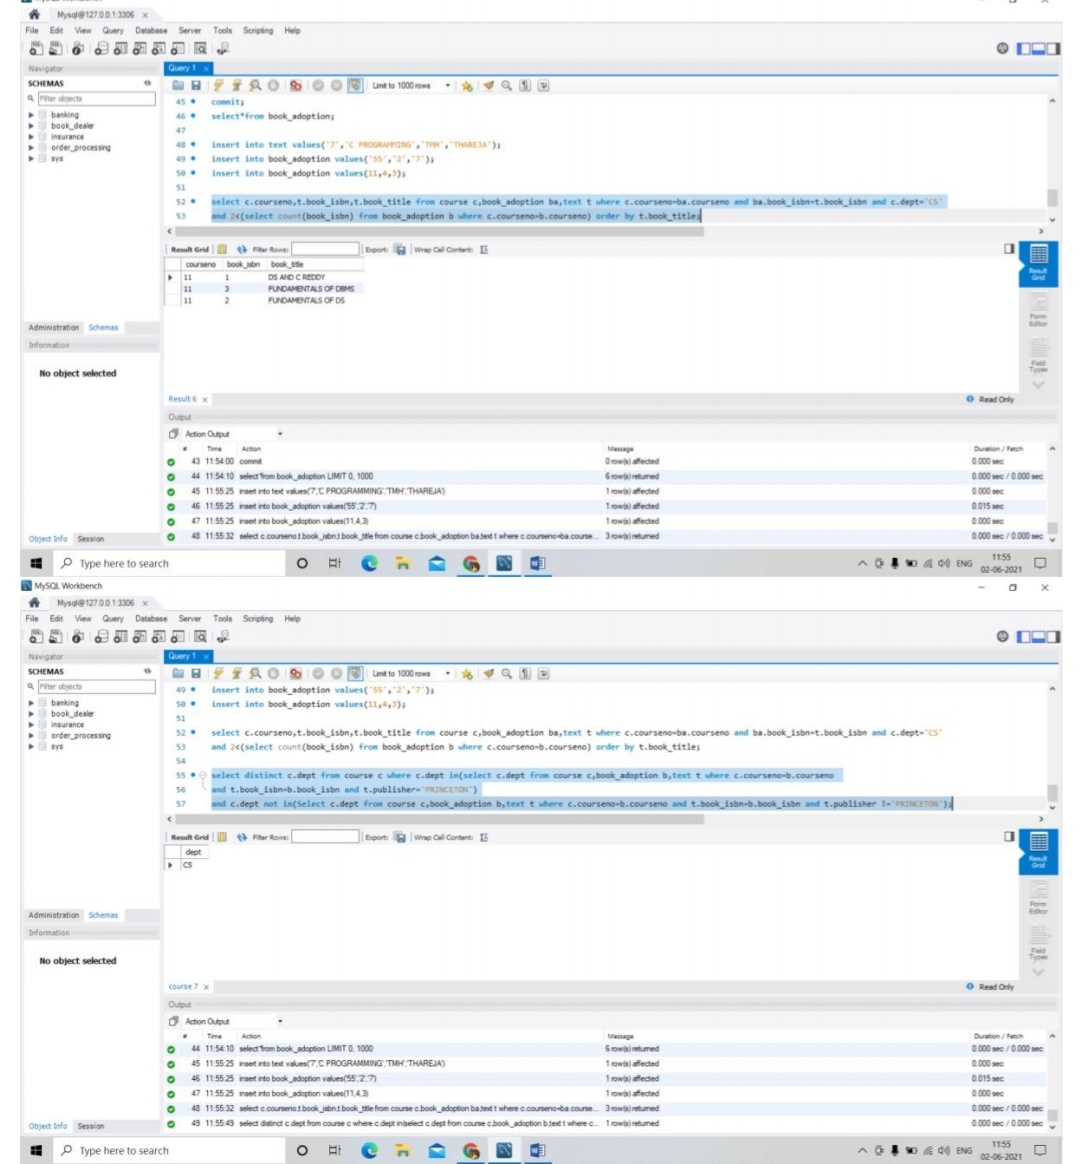 Mysql@127.0.0.1:3306 ×
File Edit View Query Database Server Tools Scripting Help
Navigator Query 1 ×
SCHEMAS
Filter objects Limit to 1000 rows
banking
book_dealer
insurance
order_processing
sys
45 commit;
46 select*from book_adoption;
47
48 insert into text values('7','C PROGRAMMING','TMH','THAREJA');
49 insert into book_adoption values('55','2','7');
50 insert into book_adoption values(11,4,3);
51
52 select c.courseno,t.book_isbn,t.book_title from course c,book_adoption ba,text t where c.courseno=ba.courseno and ba.book_isbn=t.book_isbn and c.dept='CS'
53 and 2<(select count(book_isbn) from book_adoption b where c.courseno=b.courseno) order by t.book_title;
Result Grid Filter Rows: Export: Wrap Cell Content:
courseno book_isbn book_title
11 1 DS AND C REDDY
11 3 FUNDAMENTALS OF DBMS
11 2 FUNDAMENTALS OF DS
Result Grid
Form Editor
Field Types
Administration Schemas
Information
No object selected
Result 6 × Read Only
Output
Action Output
# Time Action Message Duration / Fetch
43 11:54:00 commit 0 row(s) affected 0.000 sec
44 11:54:10 select*from book_adoption LIMIT 0, 1000 6 row(s) returned 0.000 sec / 0.000 sec
45 11:55:25 insert into text values('7','C PROGRAMMING','TMH','THAREJA') 1 row(s) affected 0.000 sec
46 11:55:25 insert into book_adoption values('55','2','7') 1 row(s) affected 0.015 sec
47 11:55:25 insert into book_adoption values(11,4,3) 1 row(s) affected 0.000 sec
48 11:55:32 select c.courseno,t.book_isbn,t.book_title from course c,book_adoption ba,text t where c.courseno=ba.course... 3 row(s) returned 0.000 sec / 0.000 sec
Object Info Session
Type here to search ENG 11:55
02-06-2021
MySQL Workbench
Mysql@127.0.0.1:3306 ×
File Edit View Query Database Server Tools Scripting Help
Navigator Query 1 ×
SCHEMAS
Filter objects Limit to 1000 rows
banking
book_dealer
insurance
order_processing
sys
49 insert into book_adoption values('55','2','7');
50 insert into book_adoption values(11,4,3);
51
52 select c.courseno,t.book_isbn,t.book_title from course c,book_adoption ba,text t where c.courseno=ba.courseno and ba.book_isbn=t.book_isbn and c.dept='CS'
53 and 2<(select count(book_isbn) from book_adoption b where c.courseno=b.courseno) order by t.book_title;
54
55 select distinct c.dept from course c where c.dept in(select c.dept from course c,book_adoption b,text t where c.courseno=b.courseno
56 and t.book_isbn=b.book_isbn and t.publisher='PRINCETON')
57 and c.dept not in(Select c.dept from course c,book_adoption b,text t where c.courseno=b.courseno and t.book_isbn=b.book_isbn and t.publisher !='PRINCETON');
Result Grid Filter Rows: Export: Wrap Cell Content:
dept
CS
Result Grid
Form Editor
Field Types
Administration Schemas
Information
No object selected
course 7 × Read Only
Output
Action Output
# Time Action Message Duration / Fetch
44 11:54:10 select*from book_adoption LIMIT 0, 1000 6 row(s) returned 0.000 sec / 0.000 sec
45 11:55:25 insert into text values('7','C PROGRAMMING','TMH','THAREJA') 1 row(s) affected 0.000 sec
46 11:55:25 insert into book_adoption values('55','2','7') 1 row(s) affected 0.015 sec
47 11:55:25 insert into book_adoption values(11,4,3) 1 row(s) affected 0.000 sec
48 11:55:32 select c.courseno,t.book_isbn,t.book_title from course c,book_adoption ba,text t where c.courseno=ba.course... 3 row(s) returned 0.000 sec / 0.000 sec
49 11:55:49 select distinct c.dept from course c where c.dept in(select c.dept from course c,book_adoption b,text t where c... 1 row(s) returned 0.000 sec / 0.000 sec
Object Info Session
Type here to search ENG 11:55
02-06-2021